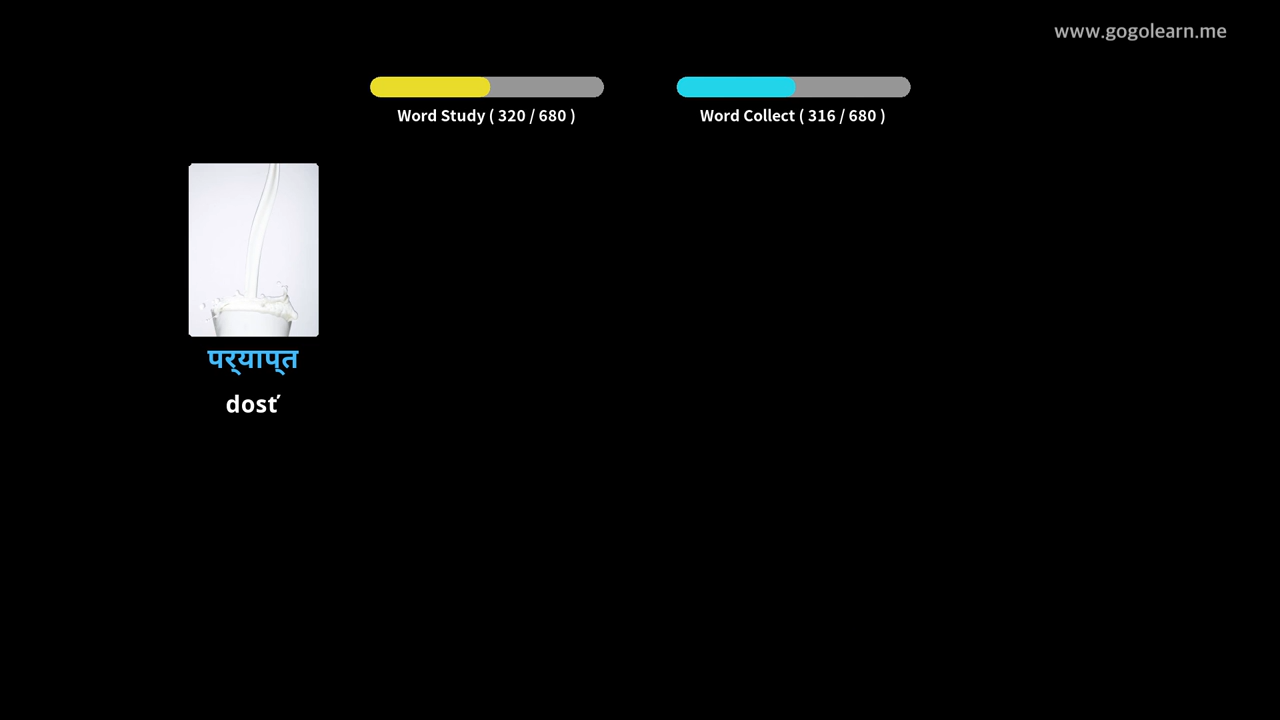 www.gogolearn.me
Word Study ( 320 / 680 )
Word Collect ( 316 / 680 )
पर्याप्त
dosť